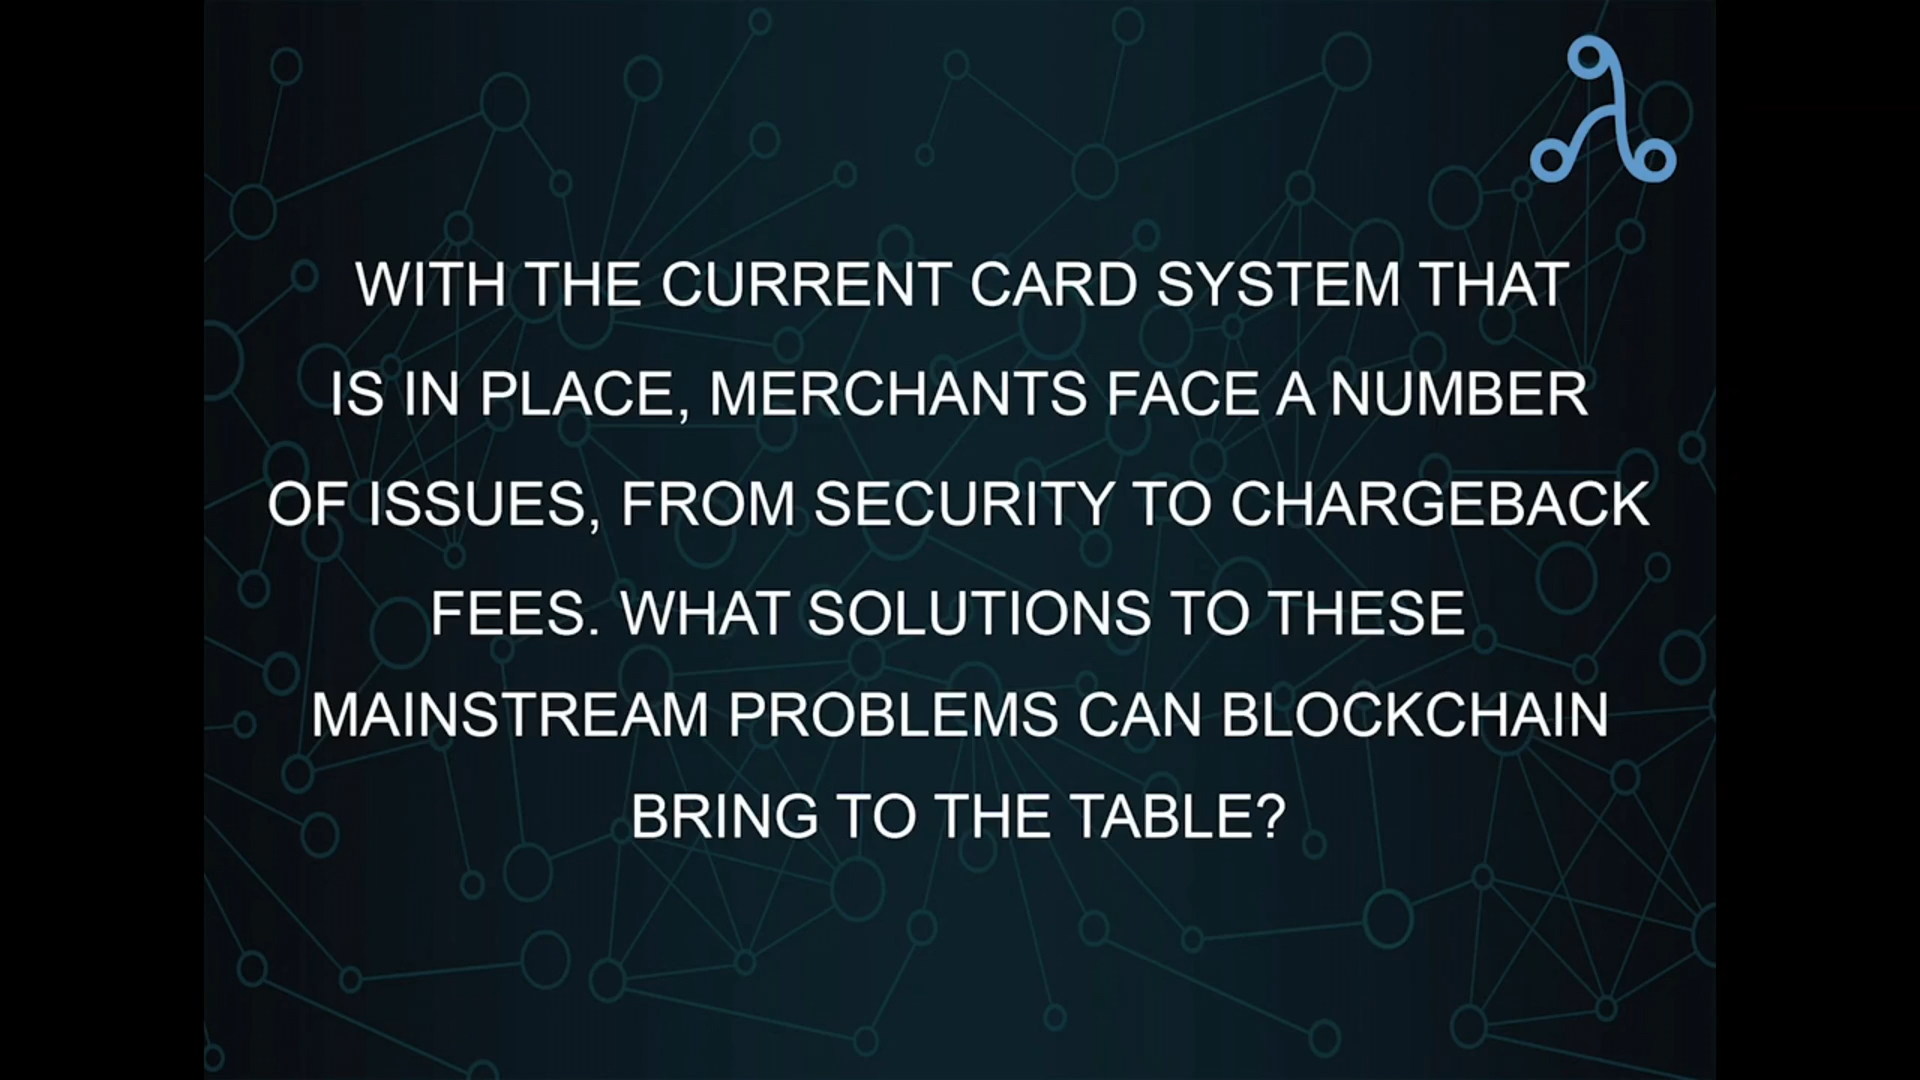 WITH THE CURRENT CARD SYSTEM THAT
IS IN PLACE, MERCHANTS FACE A NUMBER
OF ISSUES, FROM SECURITY TO CHARGEBACK
FEES. WHAT SOLUTIONS TO THESE
MAINSTREAM PROBLEMS CAN BLOCKCHAIN
BRING TO THE TABLE?